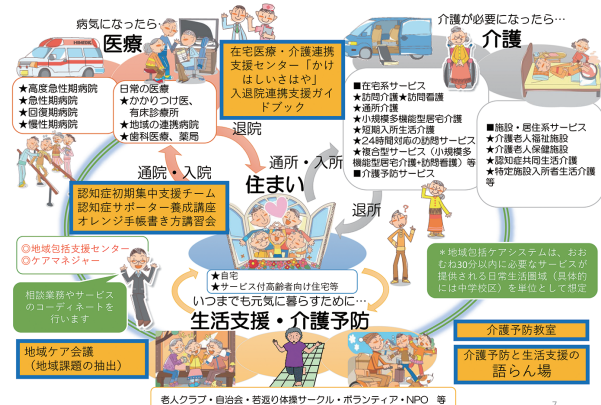 病気になったら…
医療
介護が必要になったら…
介護
在宅医療・介護連携
支援センター「かけ
はしいさはや」
入退院連携支援ガイ
ドブック
★高度急性期病院
★急性期病院
★回復期病院
★慢性期病院
日常の医療
★かかりつけ医、
有床診療所
★地域の連携病院
★歯科医療、薬局
■在宅系サービス
★訪問介護★訪問看護
★通所介護
★小規模多機能型居宅介護
★短期入所生活介護
★24時間対応の訪問サービス
★複合型サービス（小規模多
機能型居宅介護+訪問看護）等
■介護予防サービス
■施設・居住系サービス
★介護老人福祉施設
★介護老人保健施設
★認知症共同生活介護
★特定施設入所者生活介護
等
退院
通院・入院
通所・入所
住まい
退所
認知症初期集中支援チーム
認知症サポーター養成講座
オレンジ手帳書き方講習会
◎地域包括支援センター
◎ケアマネジャー
相談業務やサービス
のコーディネートを
行います
★自宅
★サービス付高齢者向け住宅等
＊地域包括ケアシステムは、おお
むね30分以内に必要なサービスが
提供される日常生活圏域（具体的
には中学校区）を単位として想定
いつまでも元気に暮らすために…
生活支援・介護予防
地域ケア会議
（地域課題の抽出）
介護予防教室
介護予防と生活支援の
語らん場
老人クラブ・自治会・若返り体操サークル・ボランティア・NPO 等
7